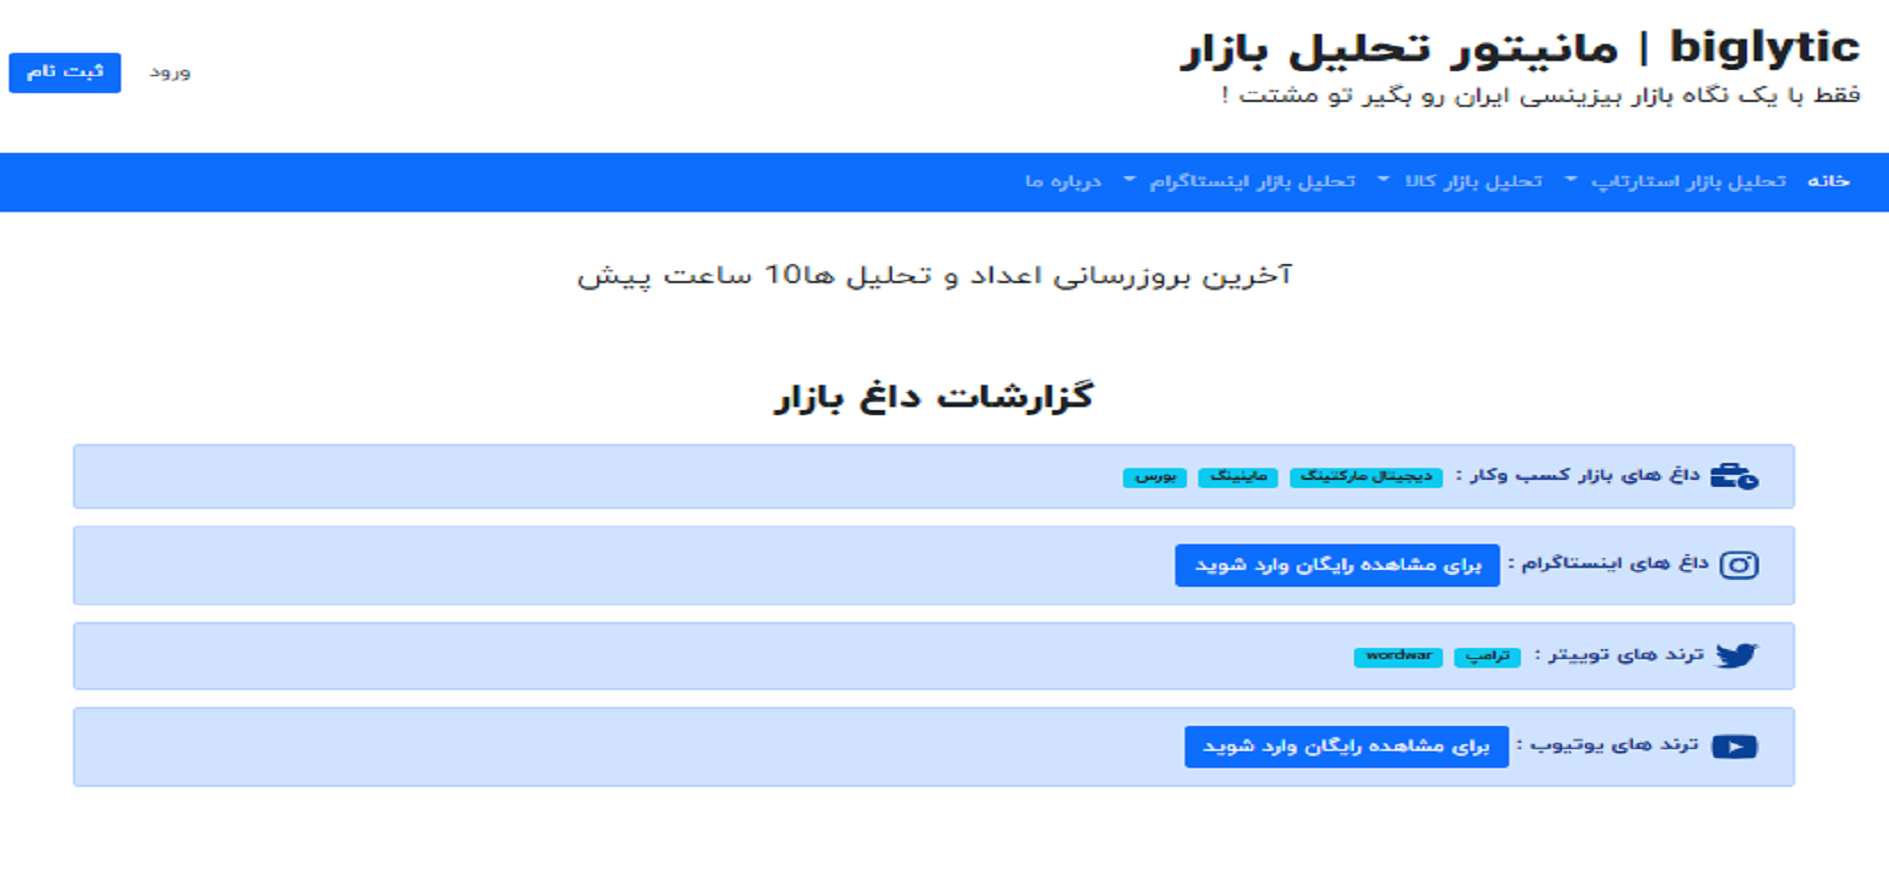 biglytic | مانیتور تحلیل بازار
فقط با یک نگاه بازار بیزینسی ایران رو بگیر تو مشتت !
ورود
ثبت نام
خانه تحلیل بازار استارتاپ تحلیل بازار کالا تحلیل بازار اینستاگرام درباره ما
آخرین بروزرسانی اعداد و تحلیل ها10 ساعت پیش
گزارشات داغ بازار
داغ های بازار کسب وکار : دیجیتال مارکتینگ ماینینگ بورس
داغ های اینستاگرام : برای مشاهده رایگان وارد شوید
ترند های توییتر : ترامپ wordwar
ترند های یوتیوب : برای مشاهده رایگان وارد شوید